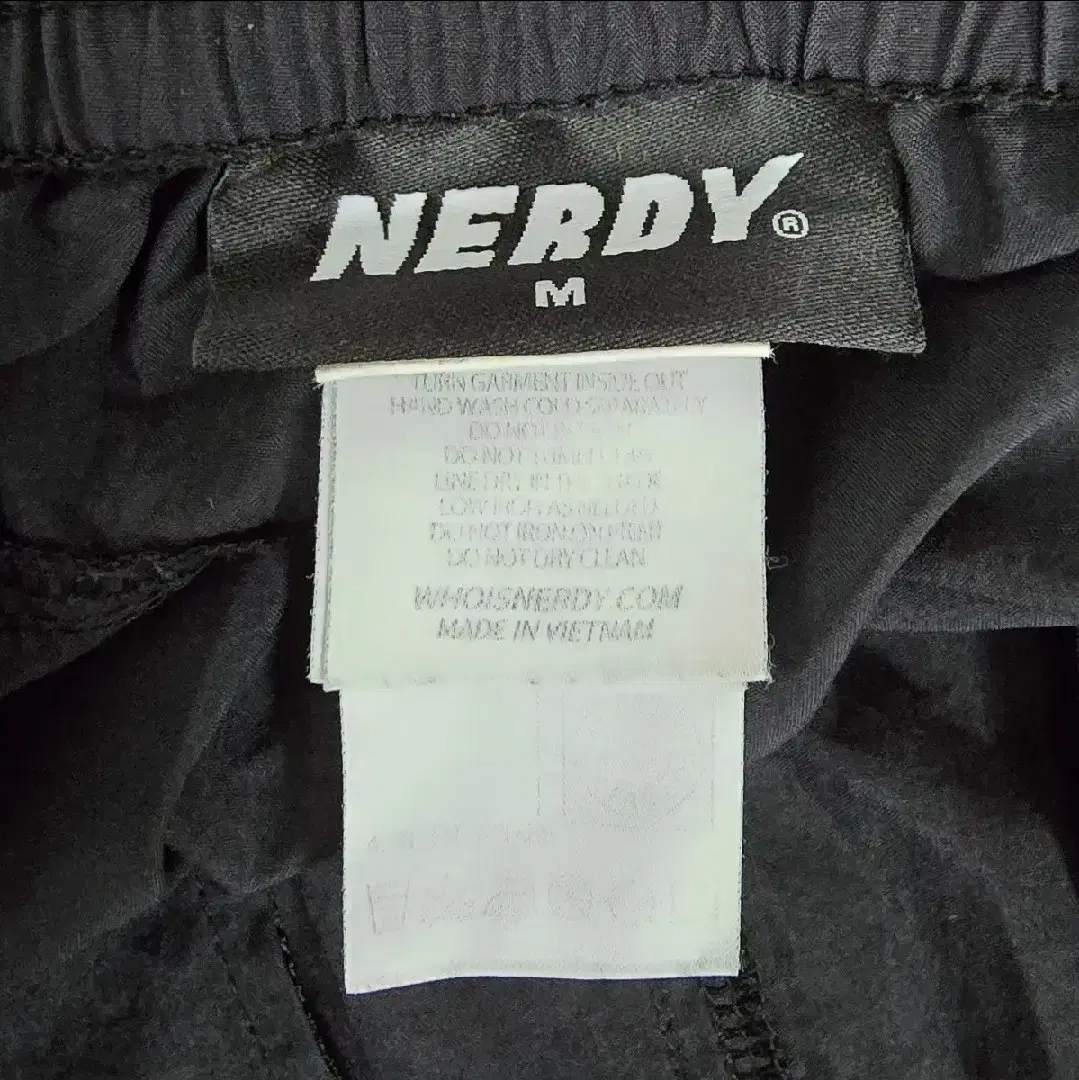 NERDY®
M
TURN GARMENT INSIDE OUT
HAND WASH COLD SEPARATELY
DO NOT
DO NOT TUMBLE DRY
LINE DRY IN THE SHADE
LOW IRON AS NEEDED
DO NOT IRON ON PRINT
DO NOT DRY CLEAN
WHOISNERDY.COM
MADE IN VIETNAM